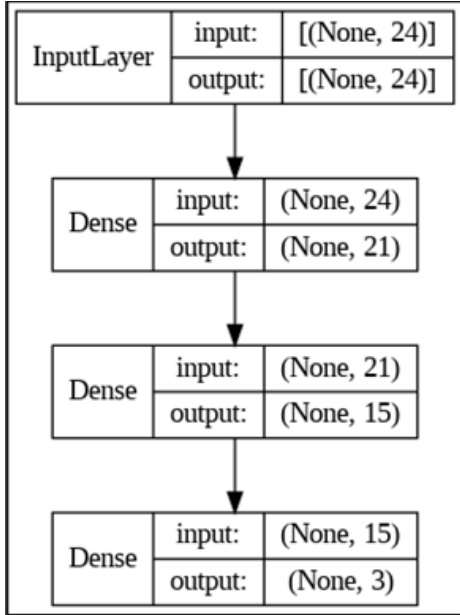 InputLayer input: [(None, 24)]
output: [(None, 24)]
Dense input: (None, 24)
output: (None, 21)
Dense input: (None, 21)
output: (None, 15)
Dense input: (None, 15)
output: (None, 3)